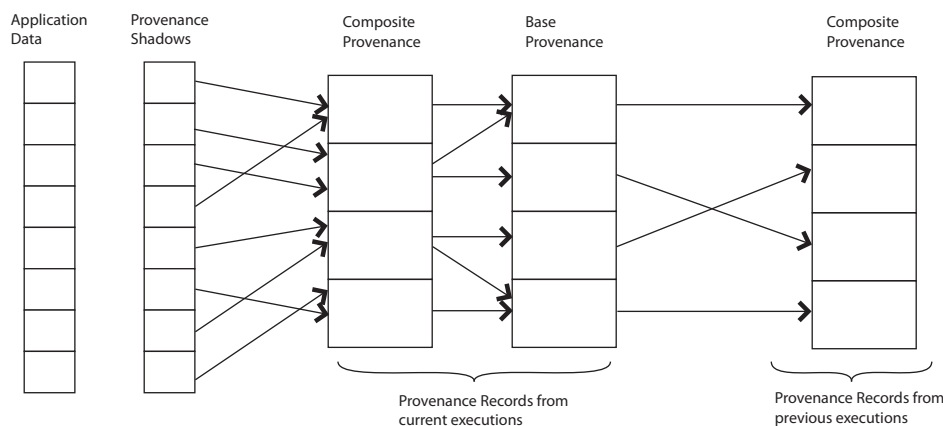 Application
Data
Provenance
Shadows
Composite
Provenance
Base
Provenance
Composite
Provenance
Provenance Records from
current executions
Provenance Records from
previous executions